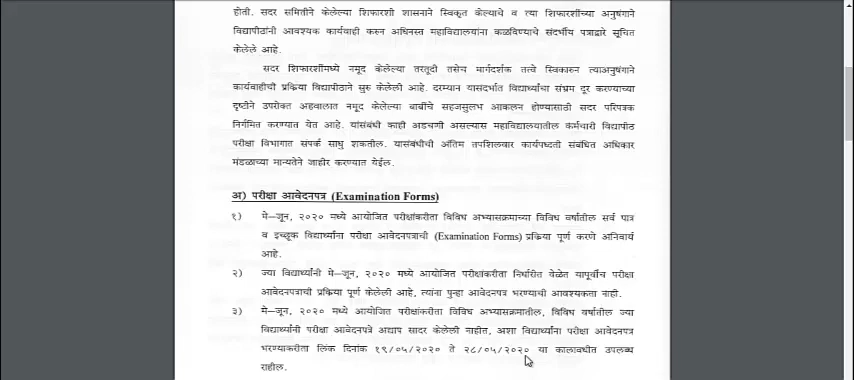 होती. सदर समितीने केलेल्या शिफारशी शासनाने स्विकृत केल्याचे व त्या शिफारशींच्या अनुषंगाने
विद्यापीठांनी आवश्यक कार्यवाही करुन अधिनस्त महाविद्यालयांना कळविण्याचे संदर्भीय पत्राद्वारे सूचित
केलेले आहे.
सदर शिफारशींमध्ये नमूद केलेल्या तरतूदी तसेच मार्गदर्शक तत्वे स्विकारुन त्याअनुषंगाने
कार्यवाहीची प्रक्रिया विद्यापीठाने सुरु केलेली आहे. दरम्यान यासंदर्भात विद्यार्थ्यांचा संभ्रम दूर करण्याच्या
दृष्टीने उपरोक्त अहवालात नमूद केलेल्या बाबींचे सहजसुलभ आकलन होण्यासाठी सदर परिपत्रक
निर्गमित करण्यात येत आहे. यांसंबंधी काही अडचणी असल्यास महाविद्यालयातील कर्मचारी विद्यापीठ
परीक्षा विभागात संपर्क साधु शकतील. यासंबंधीची अंतिम तपशिलवार कार्यपध्दती संबंधित अधिकार
मंडळाच्या मान्यतेने जाहीर करण्यात येईल.
अ) परीक्षा आवेदनपत्र (Examination Forms)
१) मे–जून, २०२० मध्ये आयोजित परीक्षांकरीता विविध अभ्यासक्रमाच्या विविध वर्षातील सर्व पात्र
व इच्छूक विद्यार्थ्यांना परीक्षा आवेदनपत्राची (Examination Forms) प्रक्रिया पूर्ण करणे अनिवार्य
आहे.
२) ज्या विद्यार्थ्यांनी मे–जून, २०२० मध्ये आयोजित परीक्षांकरीता निर्धारीत वेळेत यापूर्वीच परीक्षा
आवेदनपत्राची प्रक्रिया पूर्ण केलेली आहे, त्यांना पुन्हा आवेदनपत्र भरण्याची आवश्यकता नाही.
३) मे–जून, २०२० मध्ये आयोजित परीक्षांकरीता विविध अभ्यासक्रमातील, विविध वर्षातील ज्या
विद्यार्थ्यांनी परीक्षा आवेदनपत्रे अद्याप सादर केलेली नाहीत, अशा विद्यार्थ्यांना परीक्षा आवेदनपत्र
भरण्याकरीता लिंक दिनांक १९/०५/२०२० ते २८/०५/२०२० या कालावधीत उपलब्ध
राहील.